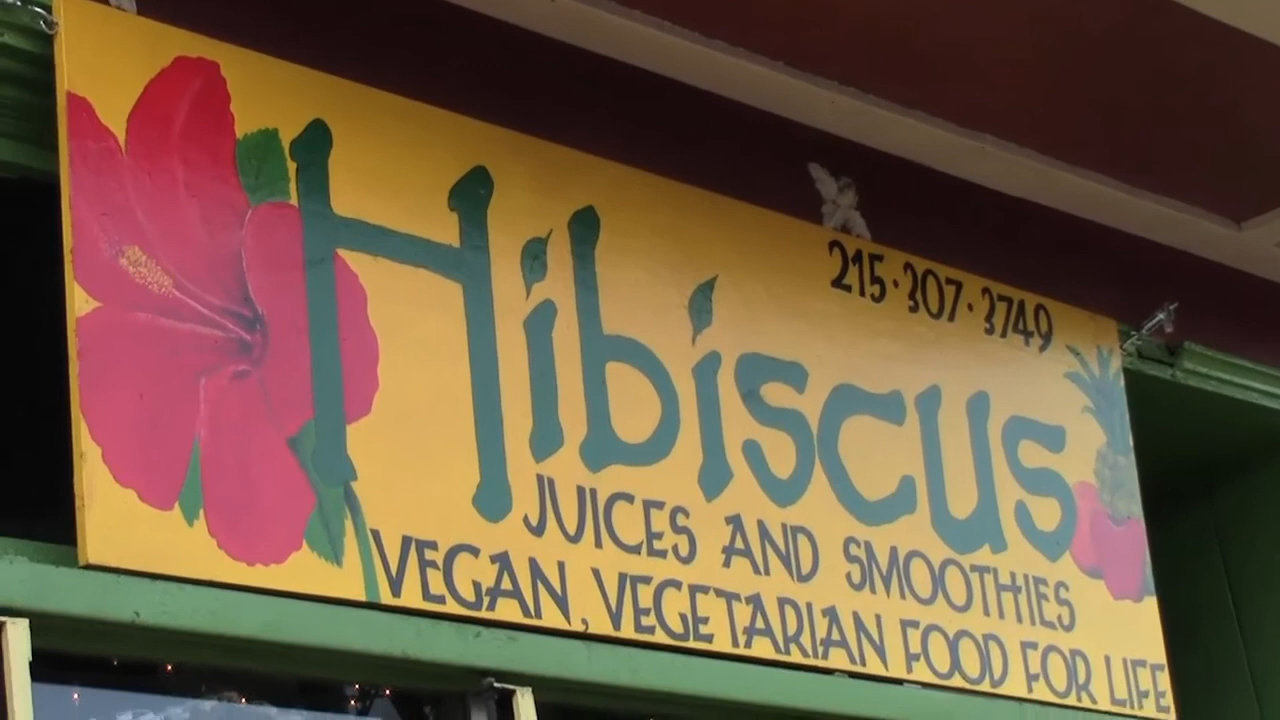 Hibiscus
215·307·3749
JUICES AND SMOOTHIES
VEGAN, VEGETARIAN FOOD FOR LIFE